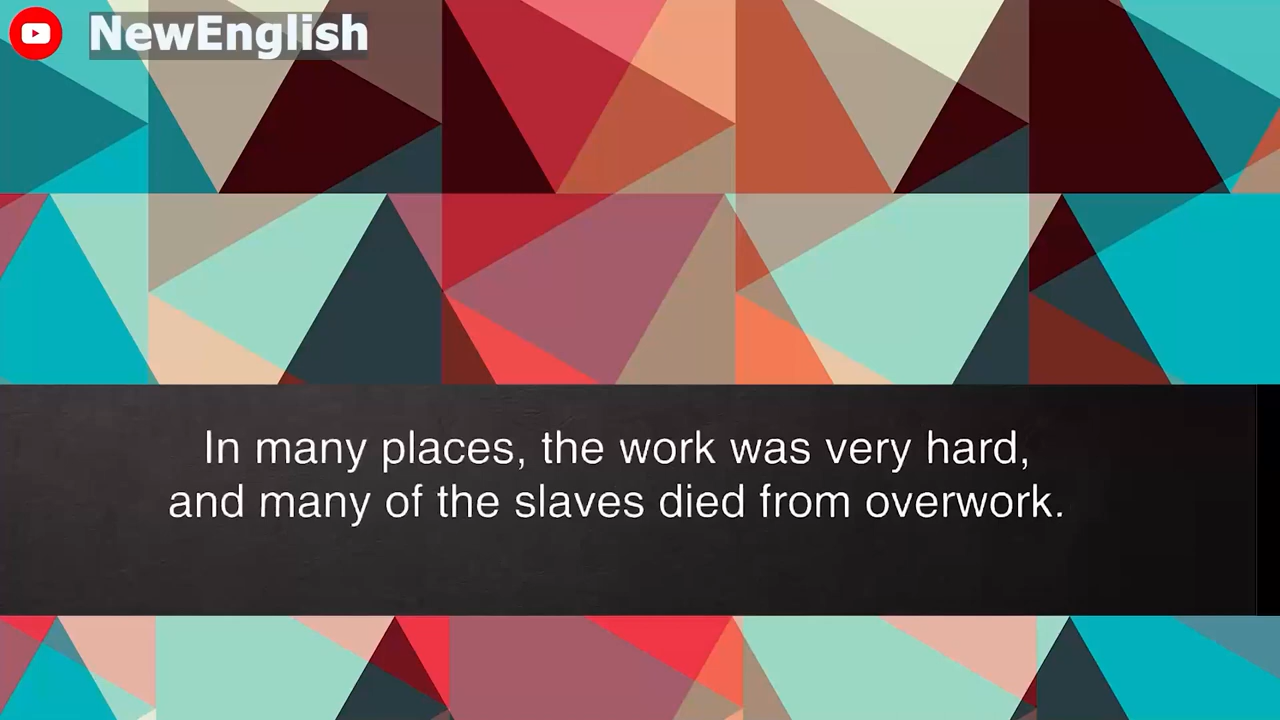 NewEnglish
In many places, the work was very hard,
and many of the slaves died from overwork.